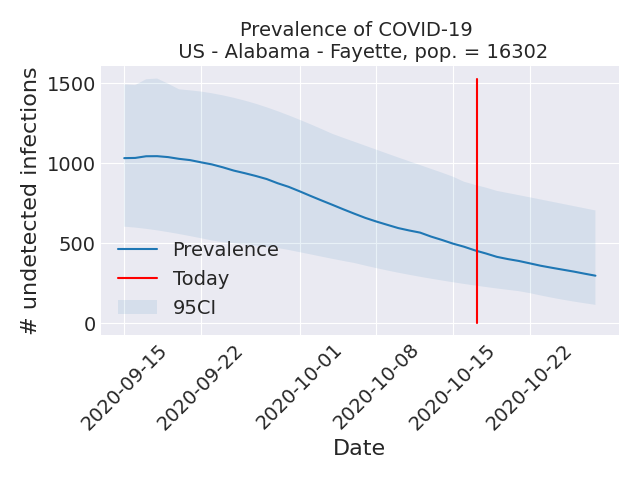 Prevalence of COVID-19
US - Alabama - Fayette, pop. = 16302
# undetected infections
1500
1000
500
0
Prevalence
Today
95CI
2020-09-15
2020-09-22
2020-10-01
2020-10-08
2020-10-15
2020-10-22
Date